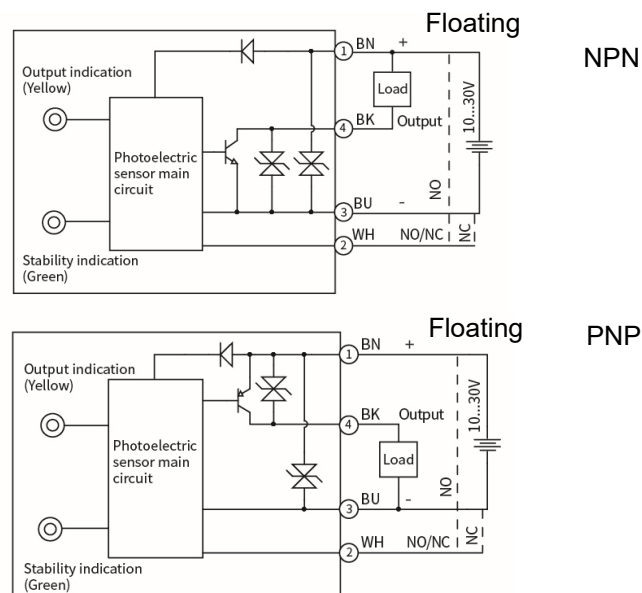 Floating
NPN
Output indication
(Yellow)
Photoelectric
sensor main
circuit
Stability indication
(Green)
1 BN +
Load
10...30V
4 BK Output
3 BU -
NO
2 WH NO/NC NC
Floating
PNP
Output indication
(Yellow)
Photoelectric
sensor main
circuit
Stability indication
(Green)
1 BN +
10...30V
4 BK Output
Load
NO
3 BU -
2 WH NO/NC NC